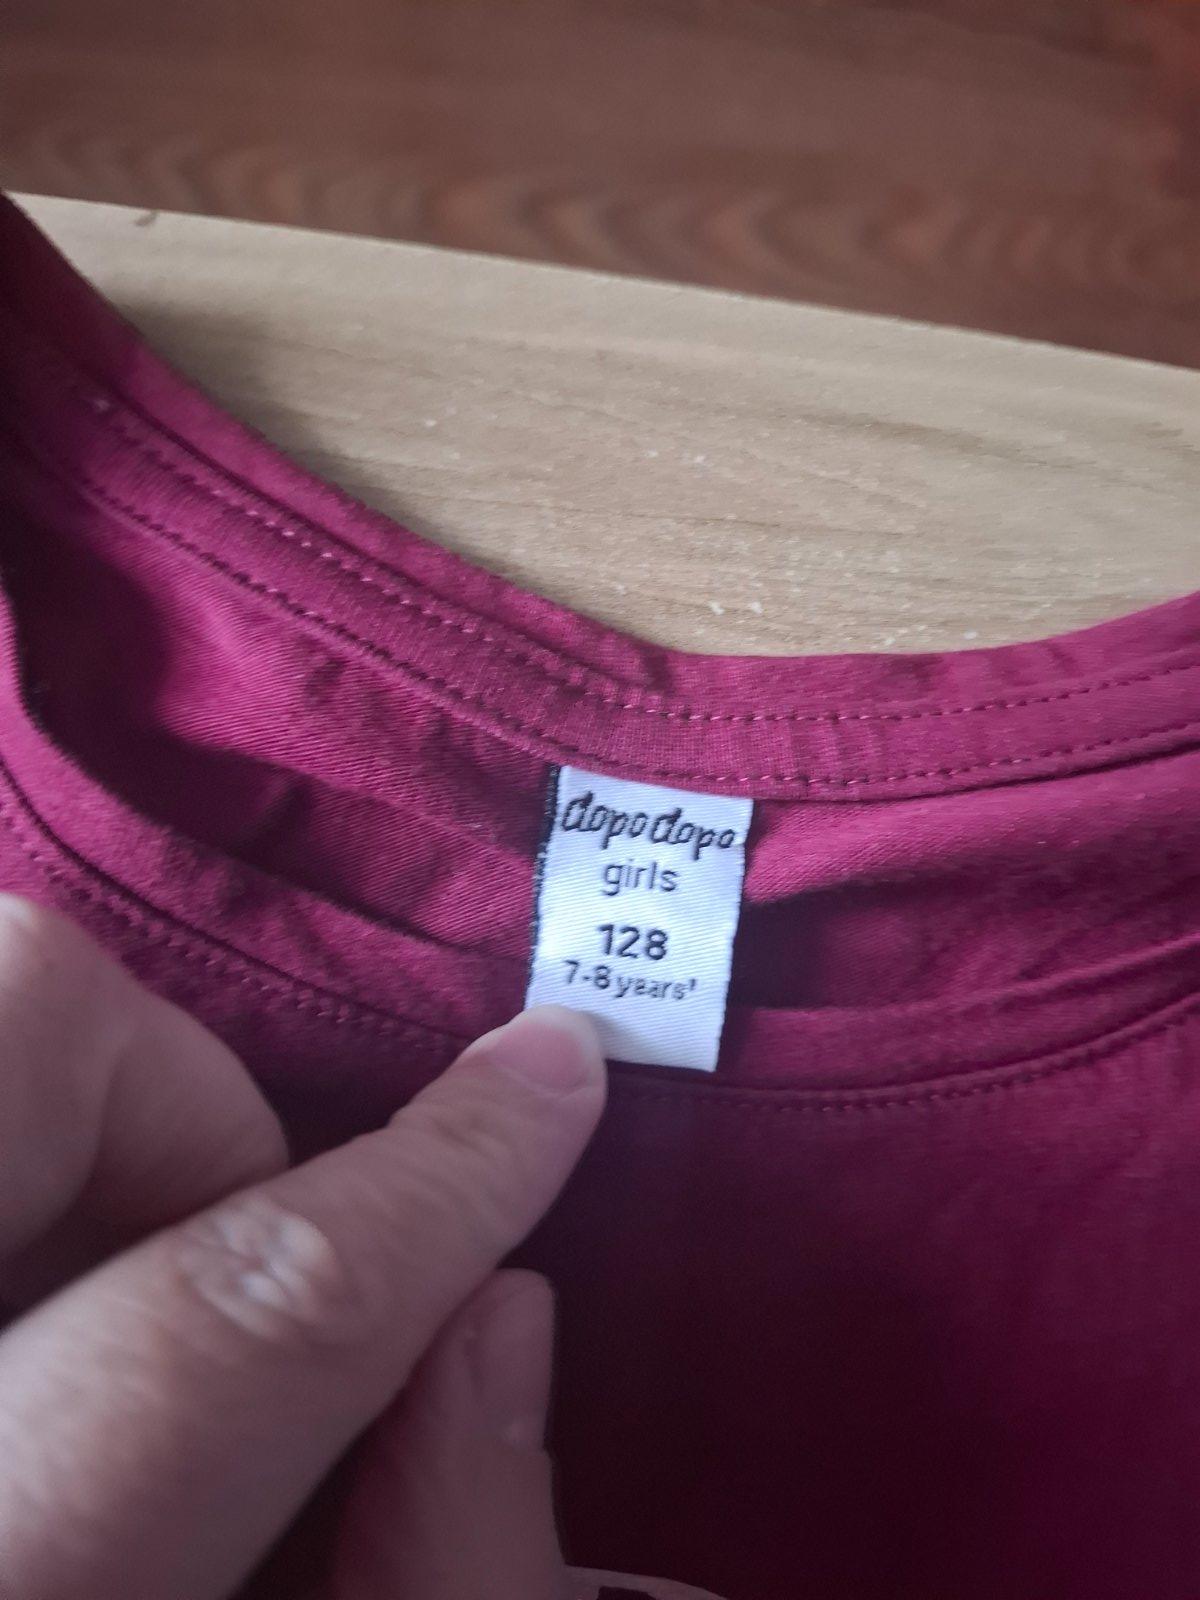 dopodopo
girls
128
7-8 years'